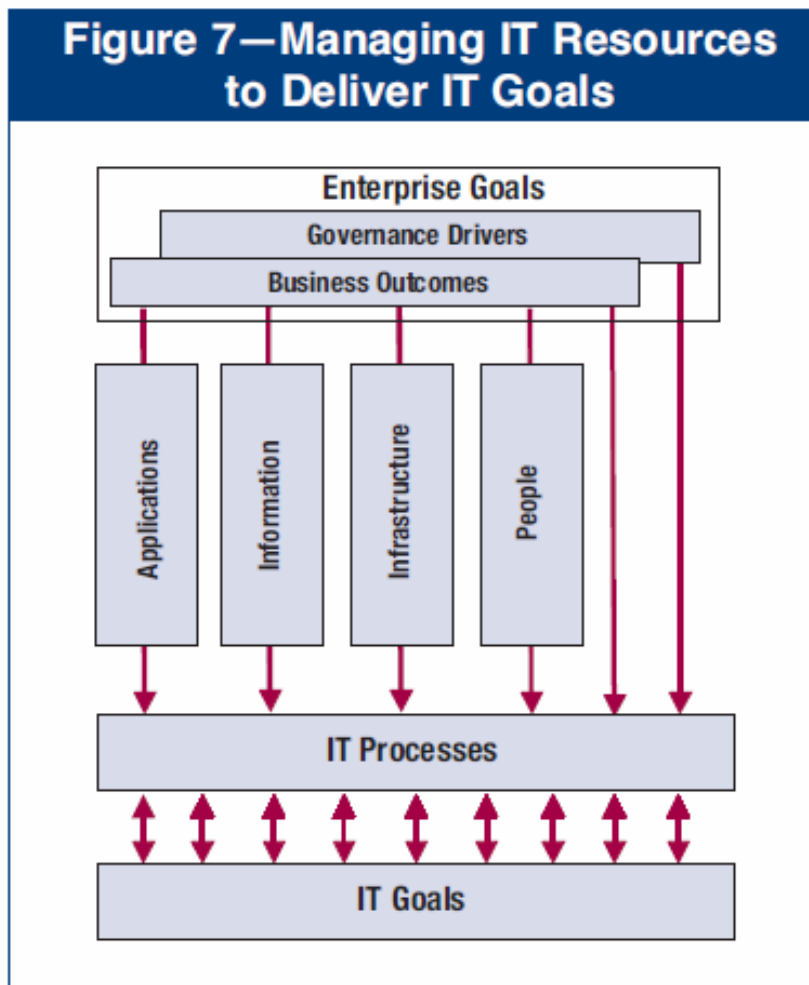 Figure 7—Managing IT Resources
to Deliver IT Goals
Enterprise Goals
Governance Drivers
Business Outcomes
Applications
Information
Infrastructure
People
IT Processes
IT Goals